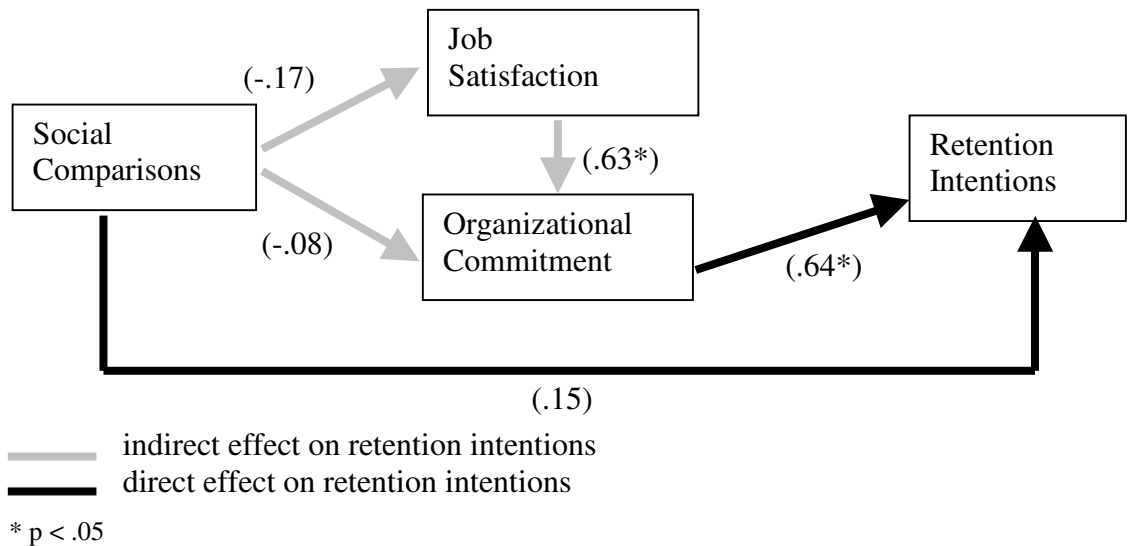 Job
Satisfaction
(-.17)
Social
Comparisons
(.63*)
Retention
Intentions
Organizational
Commitment
(-.08)
(.64*)
(.15)
indirect effect on retention intentions
direct effect on retention intentions
* p < .05